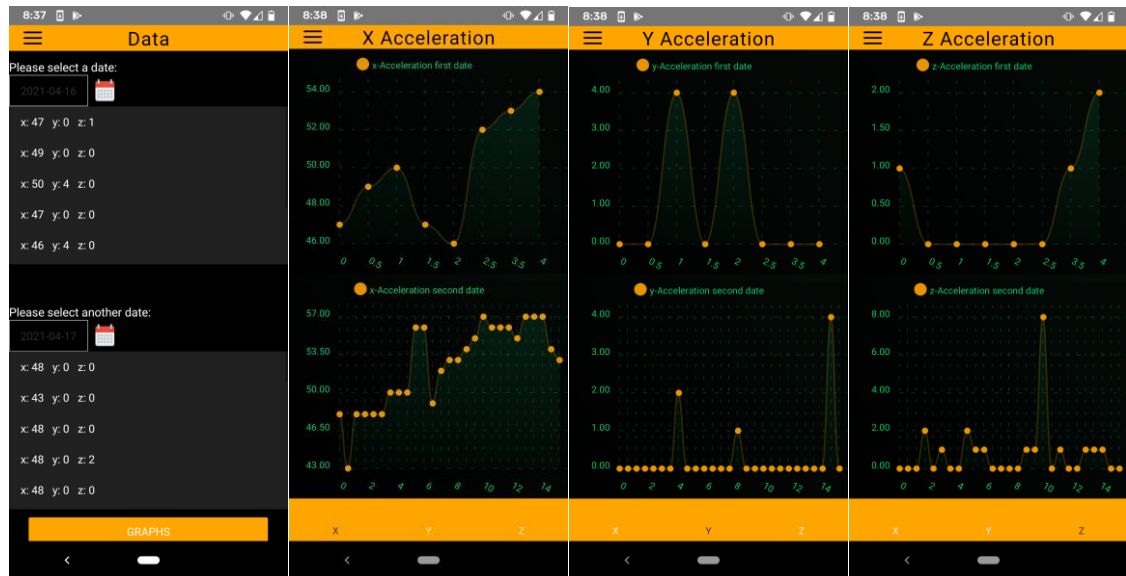 8:37
Data
Please select a date:
2021-04-16
x: 47 y: 0 z: 1
x: 49 y: 0 z: 0
x: 50 y: 4 z: 0
x: 47 y: 0 z: 0
x: 46 y: 4 z: 0
Please select another date:
2021-04-17
x: 48 y: 0 z: 0
x: 43 y: 0 z: 0
x: 48 y: 0 z: 0
x: 48 y: 0 z: 2
x: 48 y: 0 z: 0
GRAPHS
8:38
X Acceleration
x-Acceleration first date
54.00
52.00
50.00
48.00
46.00
0 0.5 1 1.5 2 2.5 3.5 4
x-Acceleration second date
57.00
53.50
50.00
46.50
43.00
0 2 4 6 8 10 12 14
X Y Z
8:38
Y Acceleration
y-Acceleration first date
4.00
3.00
2.00
1.00
0.00
0 0.5 1 1.5 2 2.5 3.5 4
y-Acceleration second date
4.00
3.00
2.00
1.00
0.00
0 2 4 6 8 10 12 14
X Y Z
8:38
Z Acceleration
z-Acceleration first date
2.00
1.50
1.00
0.50
0.00
0 0.5 1 1.5 2 2.5 3.5 4
z-Acceleration second date
8.00
6.00
4.00
2.00
0.00
0 2 4 6 8 10 12 14
X Y Z